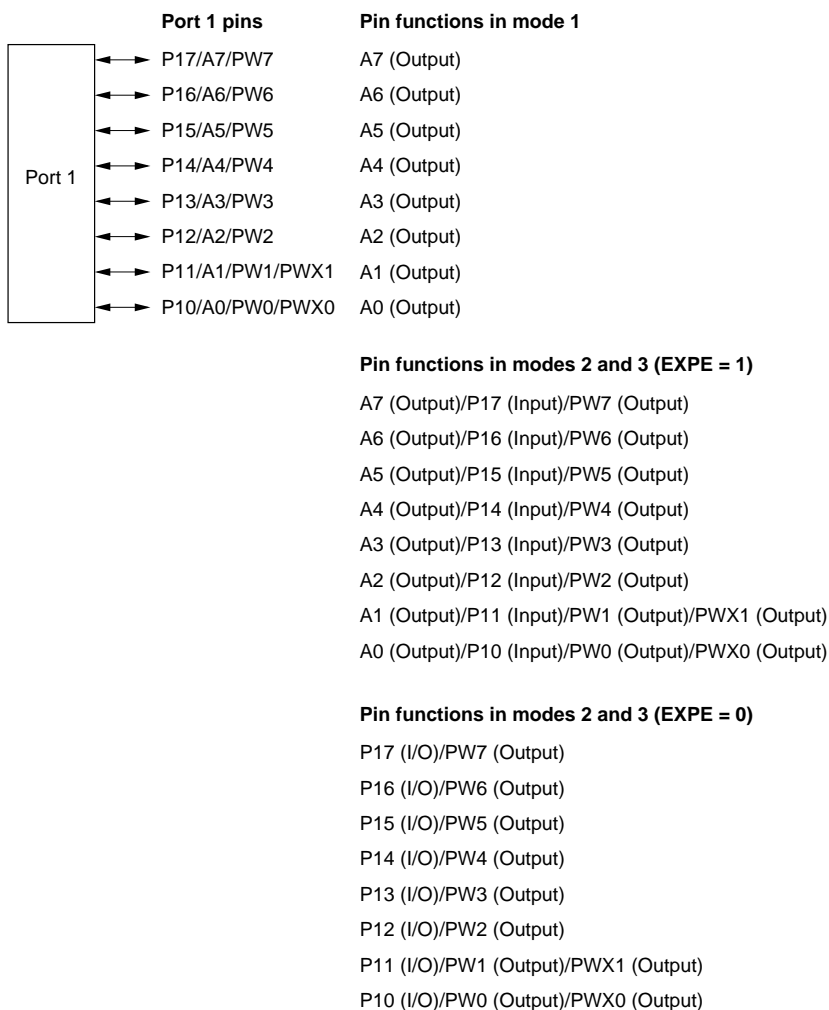 Port 1 pins Pin functions in mode 1
P17/A7/PW7 A7 (Output)
P16/A6/PW6 A6 (Output)
P15/A5/PW5 A5 (Output)
Port 1 P14/A4/PW4 A4 (Output)
P13/A3/PW3 A3 (Output)
P12/A2/PW2 A2 (Output)
P11/A1/PW1/PWX1 A1 (Output)
P10/A0/PW0/PWX0 A0 (Output)
Pin functions in modes 2 and 3 (EXPE = 1)
A7 (Output)/P17 (Input)/PW7 (Output)
A6 (Output)/P16 (Input)/PW6 (Output)
A5 (Output)/P15 (Input)/PW5 (Output)
A4 (Output)/P14 (Input)/PW4 (Output)
A3 (Output)/P13 (Input)/PW3 (Output)
A2 (Output)/P12 (Input)/PW2 (Output)
A1 (Output)/P11 (Input)/PW1 (Output)/PWX1 (Output)
A0 (Output)/P10 (Input)/PW0 (Output)/PWX0 (Output)
Pin functions in modes 2 and 3 (EXPE = 0)
P17 (I/O)/PW7 (Output)
P16 (I/O)/PW6 (Output)
P15 (I/O)/PW5 (Output)
P14 (I/O)/PW4 (Output)
P13 (I/O)/PW3 (Output)
P12 (I/O)/PW2 (Output)
P11 (I/O)/PW1 (Output)/PWX1 (Output)
P10 (I/O)/PW0 (Output)/PWX0 (Output)